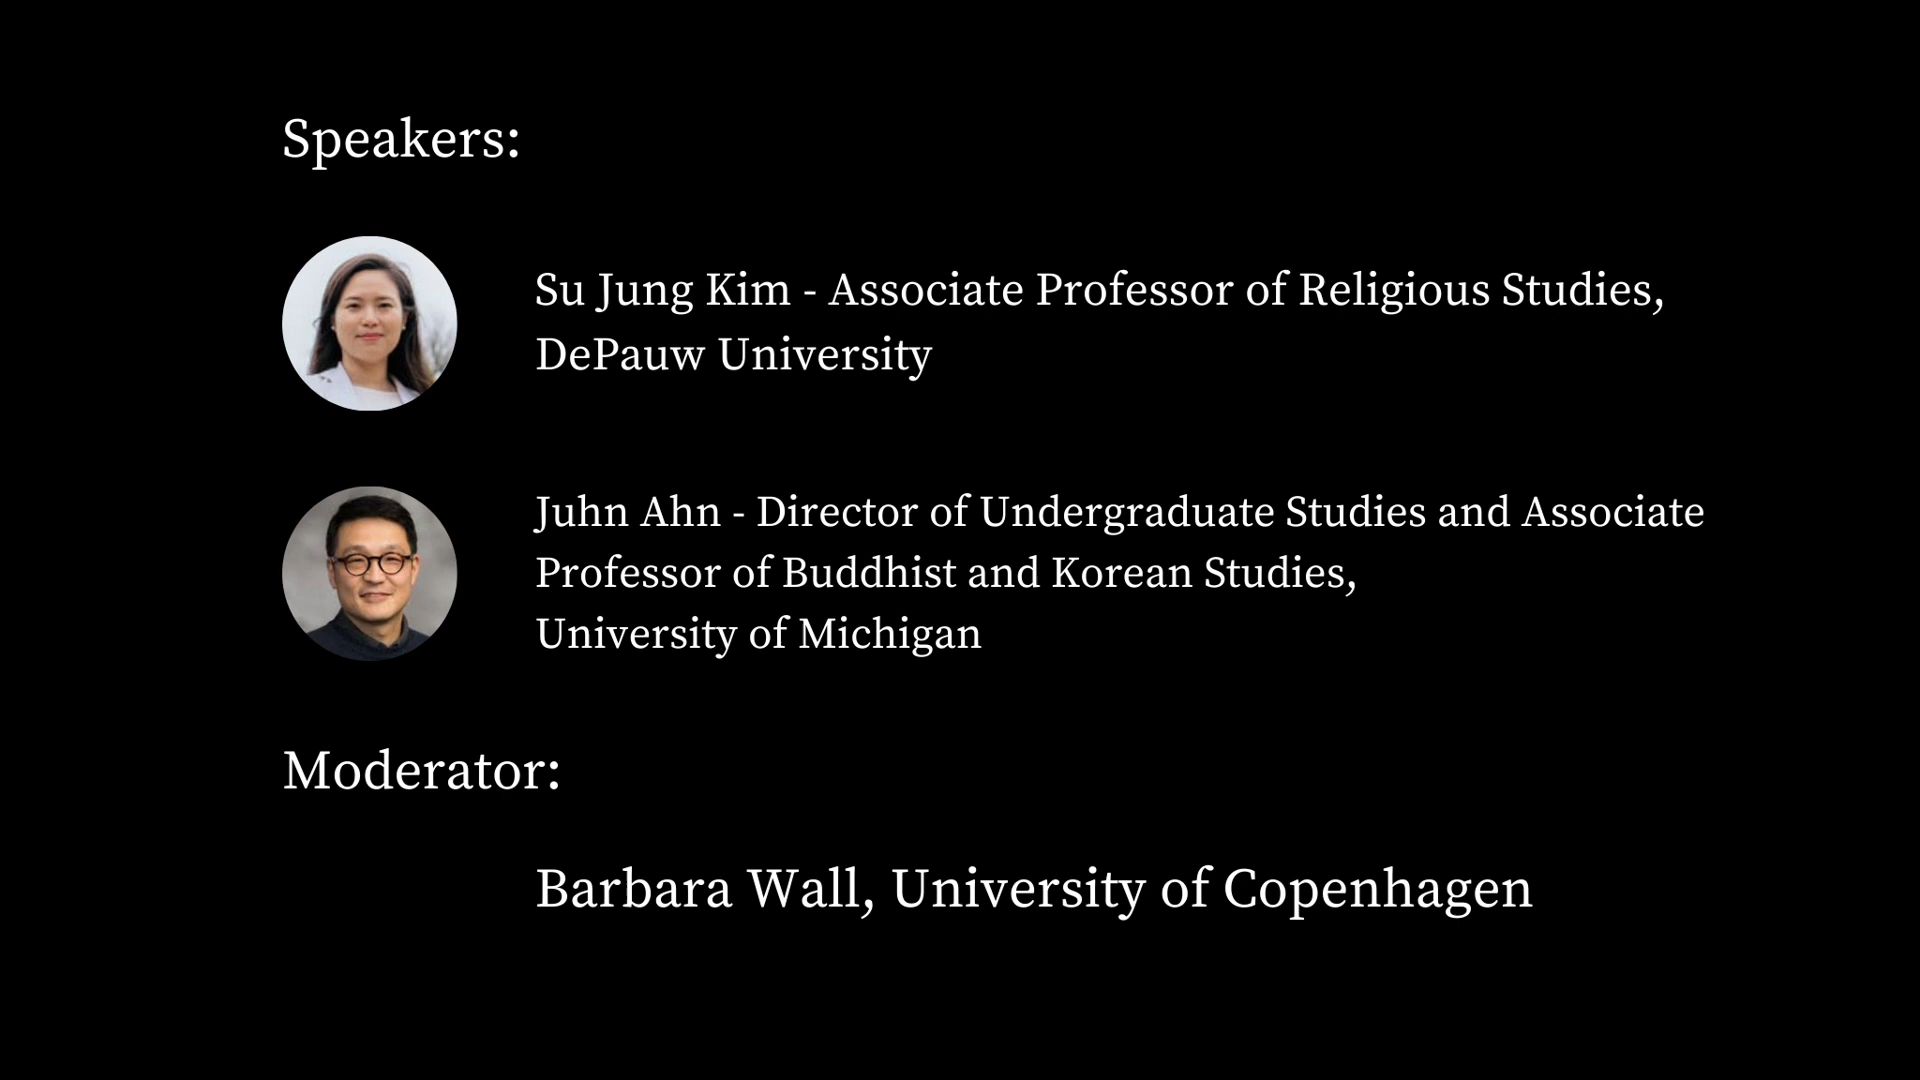 Speakers:
Su Jung Kim - Associate Professor of Religious Studies,
DePauw University
Juhn Ahn - Director of Undergraduate Studies and Associate
Professor of Buddhist and Korean Studies,
University of Michigan
Moderator:
Barbara Wall, University of Copenhagen